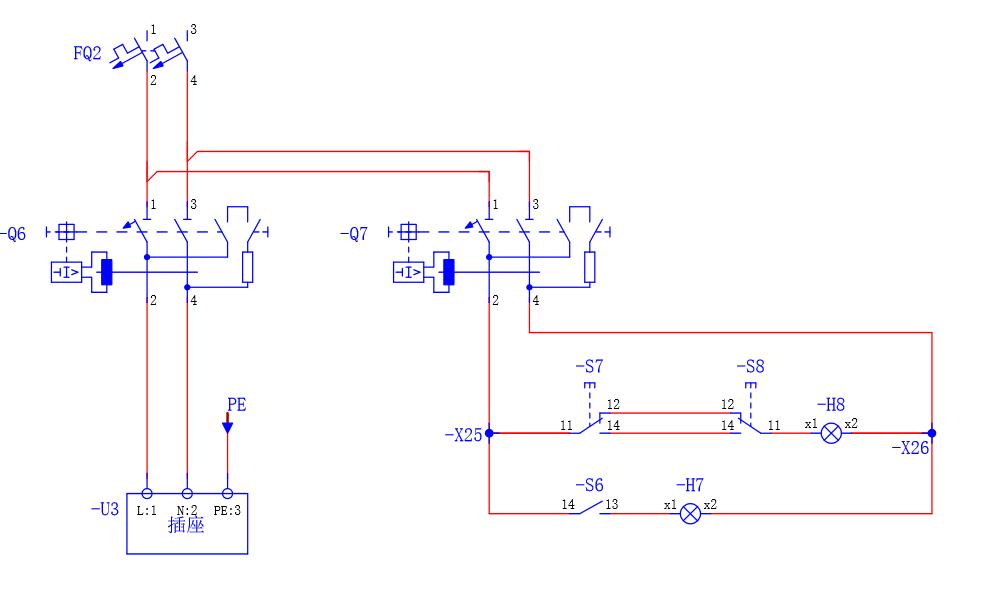 1 3
FQ2
2 4
1 3 1 3
-Q6 -Q7
2 4 2 4
-S7 -S8
12 12
PE -H8
11 14 14 11 x1 x2
-X25 -X26
-S6 -H7
14 13 x1 x2
-U3 L:1 N:2 PE:3
插座